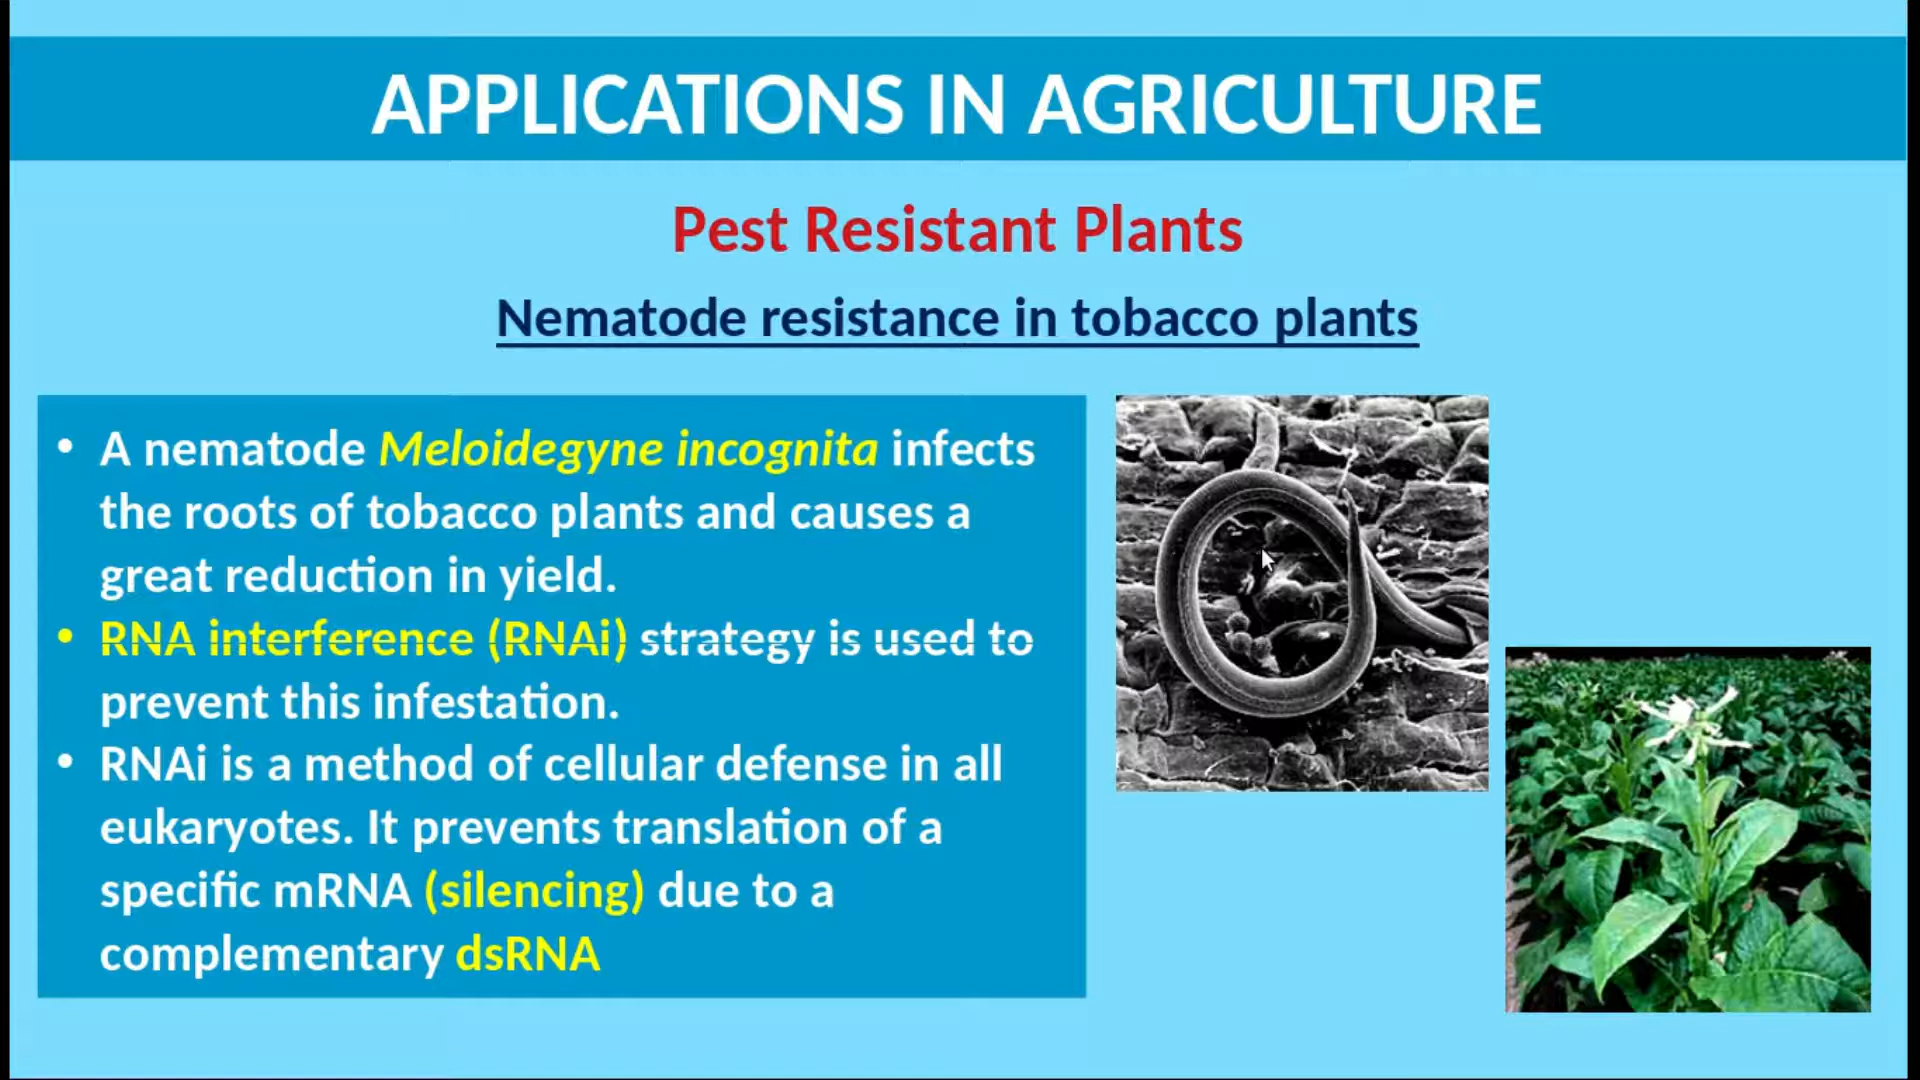 APPLICATIONS IN AGRICULTURE
Pest Resistant Plants
Nematode resistance in tobacco plants
• A nematode Meloidegyne incognita infects
the roots of tobacco plants and causes a
great reduction in yield.
• RNA interference (RNAi) strategy is used to
prevent this infestation.
• RNAi is a method of cellular defense in all
eukaryotes. It prevents translation of a
specific mRNA (silencing) due to a
complementary dsRNA